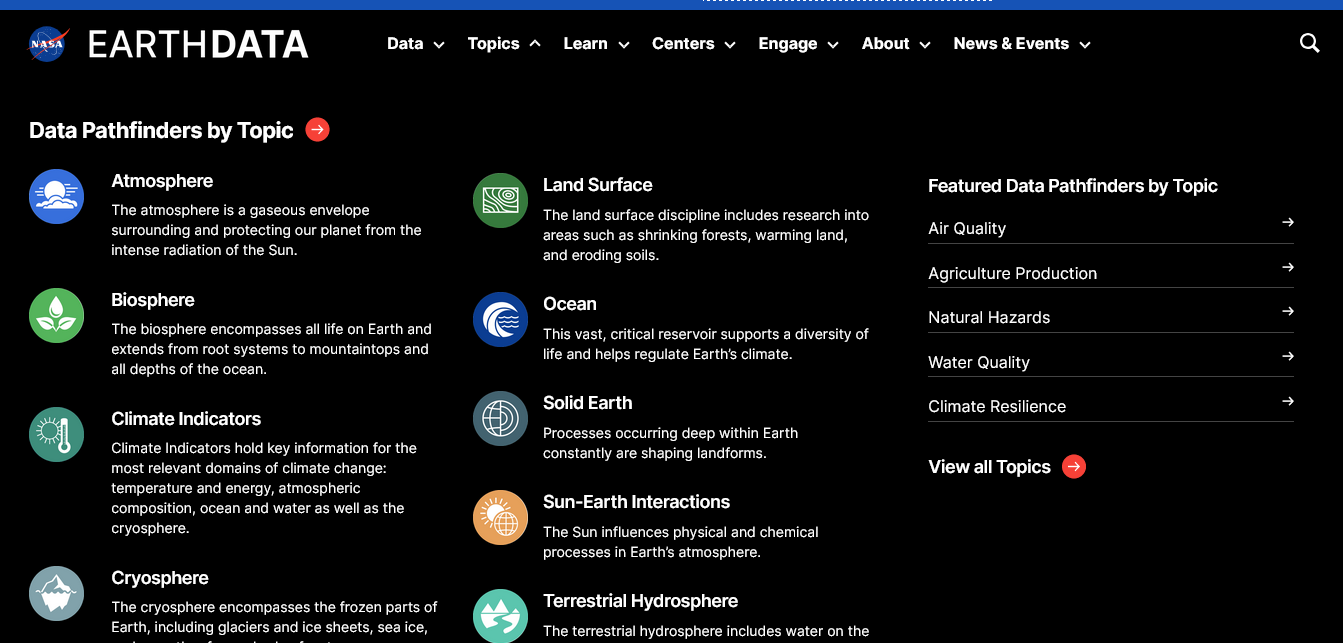 NASA EARTHDATA
Data Topics Learn Centers Engage About News & Events
Data Pathfinders by Topic
Atmosphere
The atmosphere is a gaseous envelope
surrounding and protecting our planet from the
intense radiation of the Sun.
Biosphere
The biosphere encompasses all life on Earth and
extends from root systems to mountaintops and
all depths of the ocean.
Climate Indicators
Climate Indicators hold key information for the
most relevant domains of climate change:
temperature and energy, atmospheric
composition, ocean and water as well as the
cryosphere.
Cryosphere
The cryosphere encompasses the frozen parts of
Earth, including glaciers and ice sheets, sea ice,
Land Surface
The land surface discipline includes research into
areas such as shrinking forests, warming land,
and eroding soils.
Ocean
This vast, critical reservoir supports a diversity of
life and helps regulate Earth's climate.
Solid Earth
Processes occurring deep within Earth
constantly are shaping landforms.
Sun-Earth Interactions
The Sun influences physical and chemical
processes in Earth's atmosphere.
Terrestrial Hydrosphere
The terrestrial hydrosphere includes water on the
Featured Data Pathfinders by Topic
Air Quality
Agriculture Production
Natural Hazards
Water Quality
Climate Resilience
View all Topics